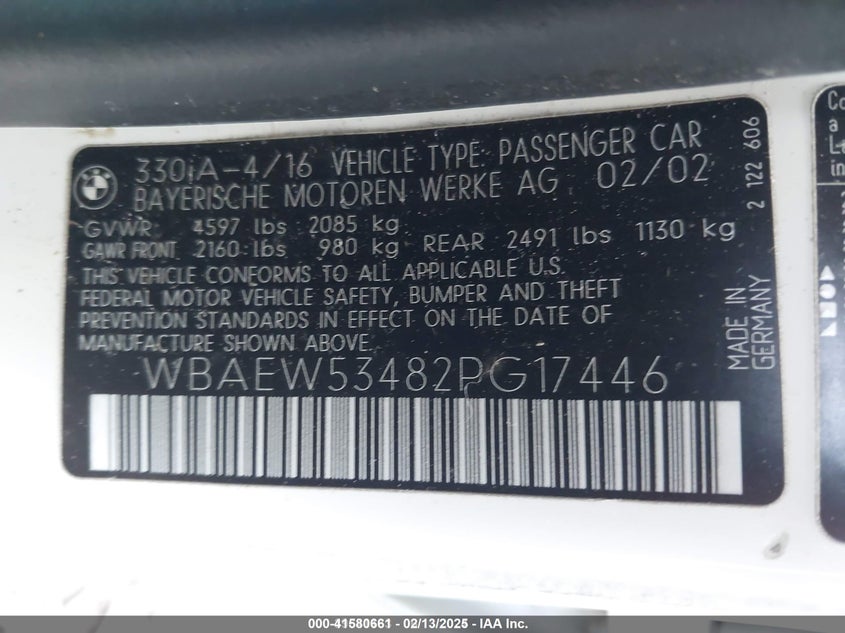 330iA-4/16 VEHICLE TYPE: PASSENGER CAR
BAYERISCHE MOTOREN WERKE AG 02/02
GVWR: 4597 lbs 2085 kg
GAWR FRONT 2160 lbs 980 kg REAR 2491 lbs 1130 kg
THIS VEHICLE CONFORMS TO ALL APPLICABLE U.S.
FEDERAL MOTOR VEHICLE SAFETY, BUMPER AND THEFT
PREVENTION STANDARDS IN EFFECT ON THE DATE OF
MANUFACTURE SHOWN ABOVE.
WBAEW53482PG17446
2 122 606
MADE IN
GERMANY
Co
a
Lt
in
000-41580661 - 02/13/2025 - IAA Inc.